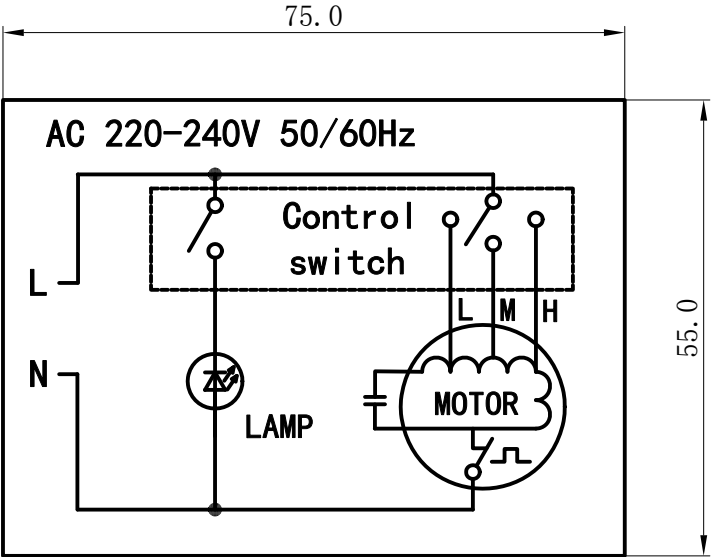 75.0
AC 220-240V 50/60Hz
Control
switch
L
L M H
N
MOTOR
LAMP
55.0